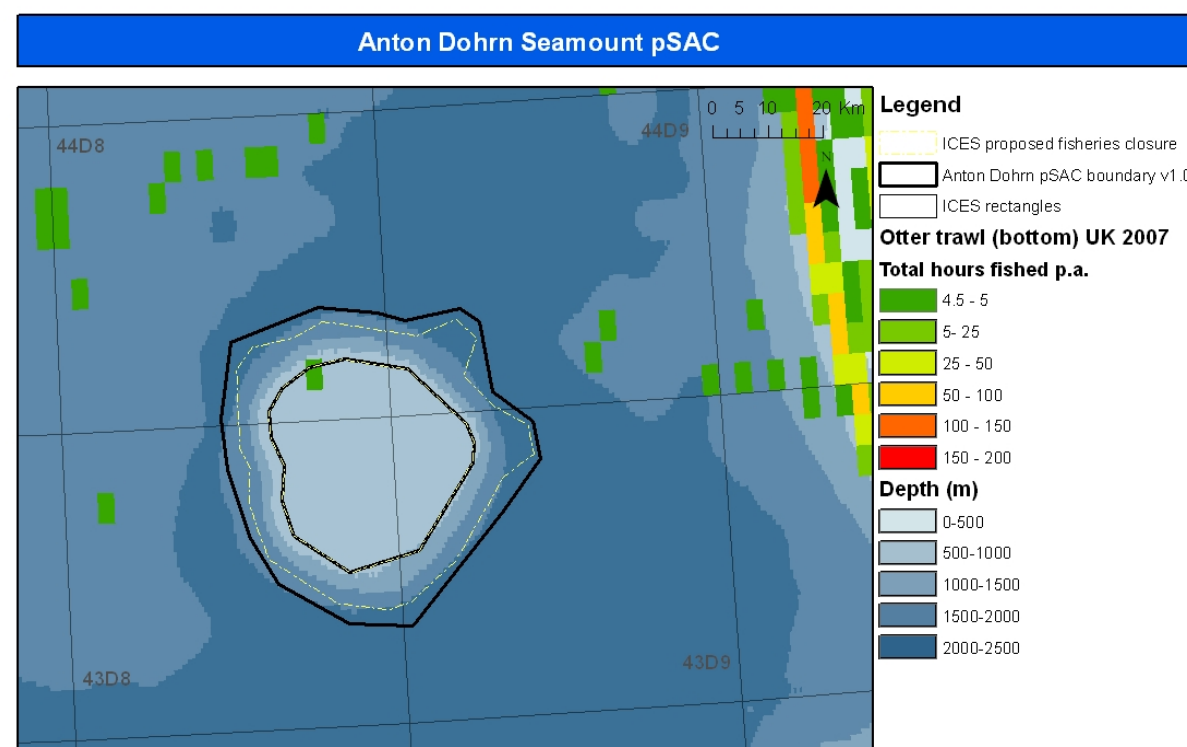 Anton Dohrn Seamount pSAC
0 5 10 20 Km
N
44D8
44D9
43D8
43D9
Legend
ICES proposed fisheries closure
Anton Dohrn pSAC boundary v1.0
ICES rectangles
Otter trawl (bottom) UK 2007
Total hours fished p.a.
4.5 - 5
5- 25
25 - 50
50 - 100
100 - 150
150 - 200
Depth (m)
0-500
500-1000
1000-1500
1500-2000
2000-2500